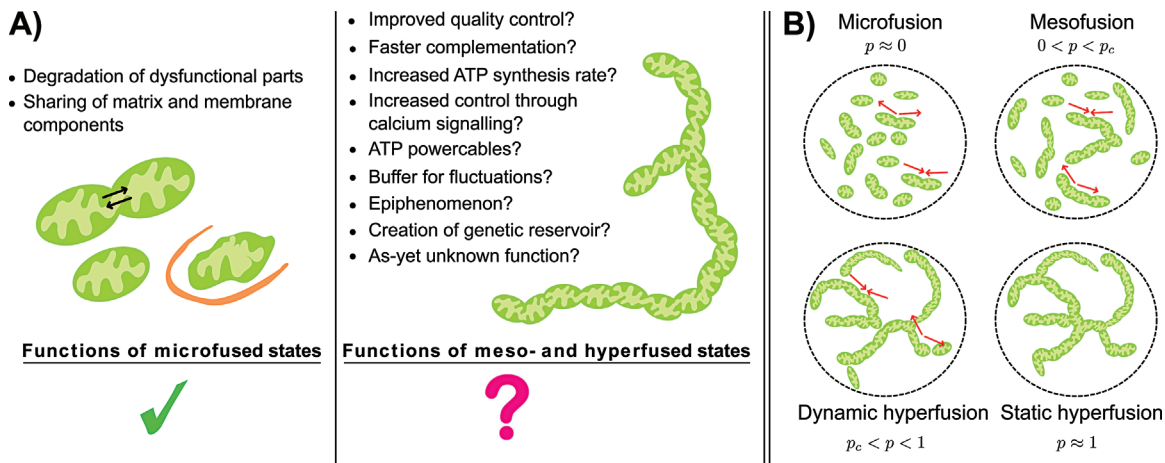 A)
• Degradation of dysfunctional parts
• Sharing of matrix and membrane
components
Functions of microfused states
• Improved quality control?
• Faster complementation?
• Increased ATP synthesis rate?
• Increased control through
calcium signalling?
• ATP powercables?
• Buffer for fluctuations?
• Epiphenomenon?
• Creation of genetic reservoir?
• As-yet unknown function?
Functions of meso- and hyperfused states
?
B)
Microfusion
p ≈ 0
Mesofusion
0 < p < p_c
Dynamic hyperfusion
p_c < p < 1
Static hyperfusion
p ≈ 1